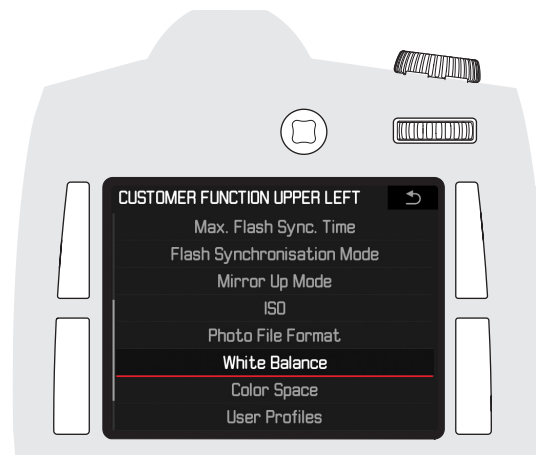 CUSTOMER FUNCTION UPPER LEFT
Max. Flash Sync. Time
Flash Synchronisation Mode
Mirror Up Mode
ISO
Photo File Format
White Balance
Color Space
User Profiles